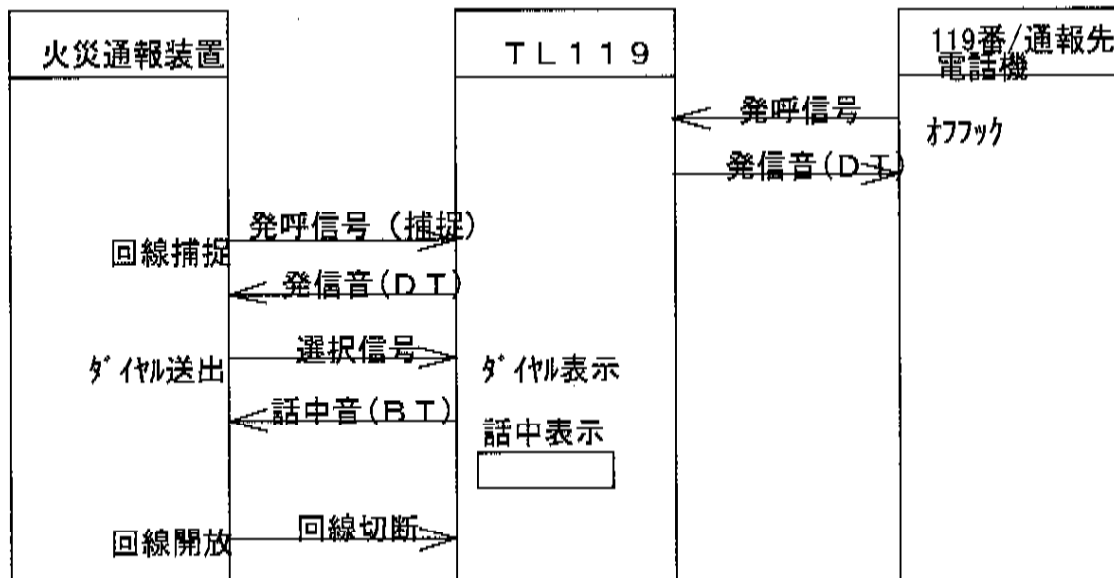 火災通報装置
TL119
119番/通報先
電話機
発呼信号
オフフック
発信音(DT)
発呼信号(捕捉)
回線捕捉
発信音(DT)
選択信号
ダイヤル送出
ダイヤル表示
話中音(BT)
話中表示
回線切断
回線開放